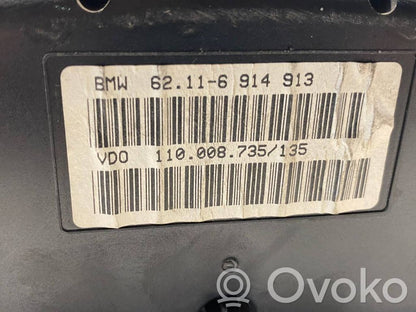 BMW 62.11-6 914 913
VDO 110.008.735/135
Ovoko